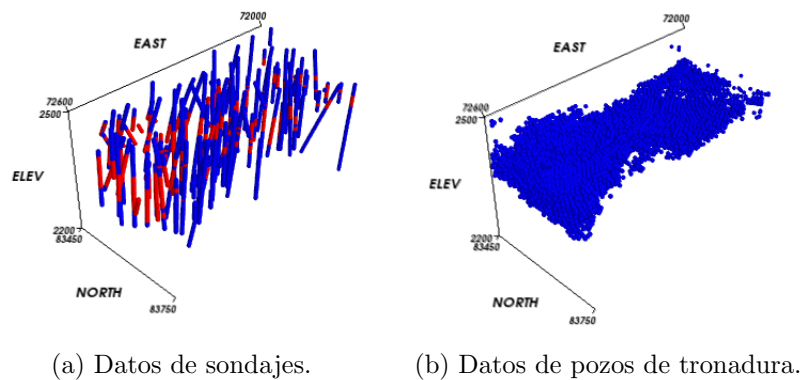 72000
EAST
72600
2500
ELEV
2200
83450
NORTH
83750
72000
EAST
72600
2500
ELEV
2200
83450
NORTH
83750
(a) Datos de sondajes.
(b) Datos de pozos de tronadura.